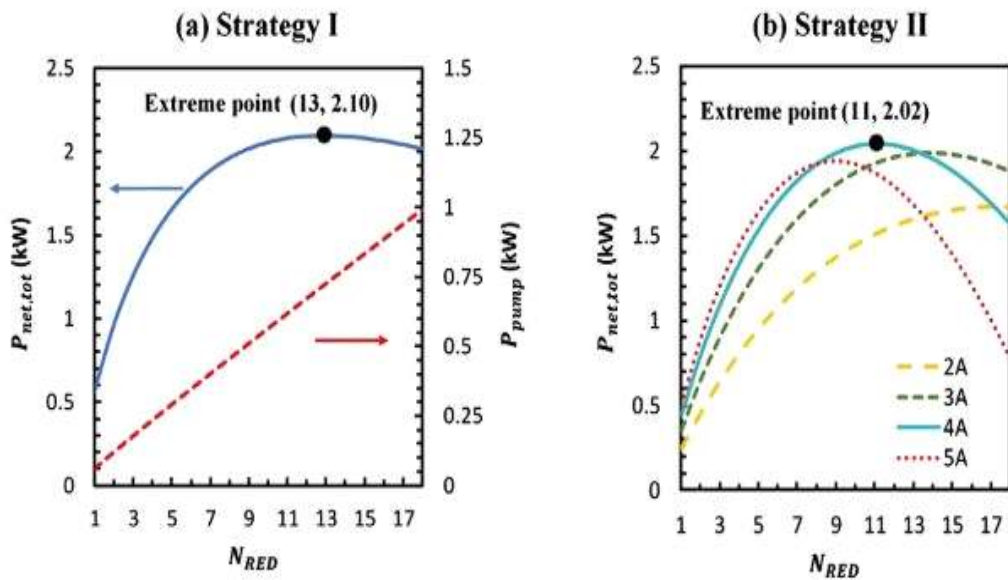 (a) Strategy I
2.5
2
1.5
1
0.5
0
P_net,tot (kW)
Extreme point (13, 2.10)
1.5
1.25
1
0.75
0.5
0.25
0
P_pump (kW)
1 3 5 7 9 11 13 15 17
N_RED
(b) Strategy II
2.5
2
1.5
1
0.5
0
P_net,tot (kW)
Extreme point (11, 2.02)
2A
3A
4A
5A
1 3 5 7 9 11 13 15 17
N_RED